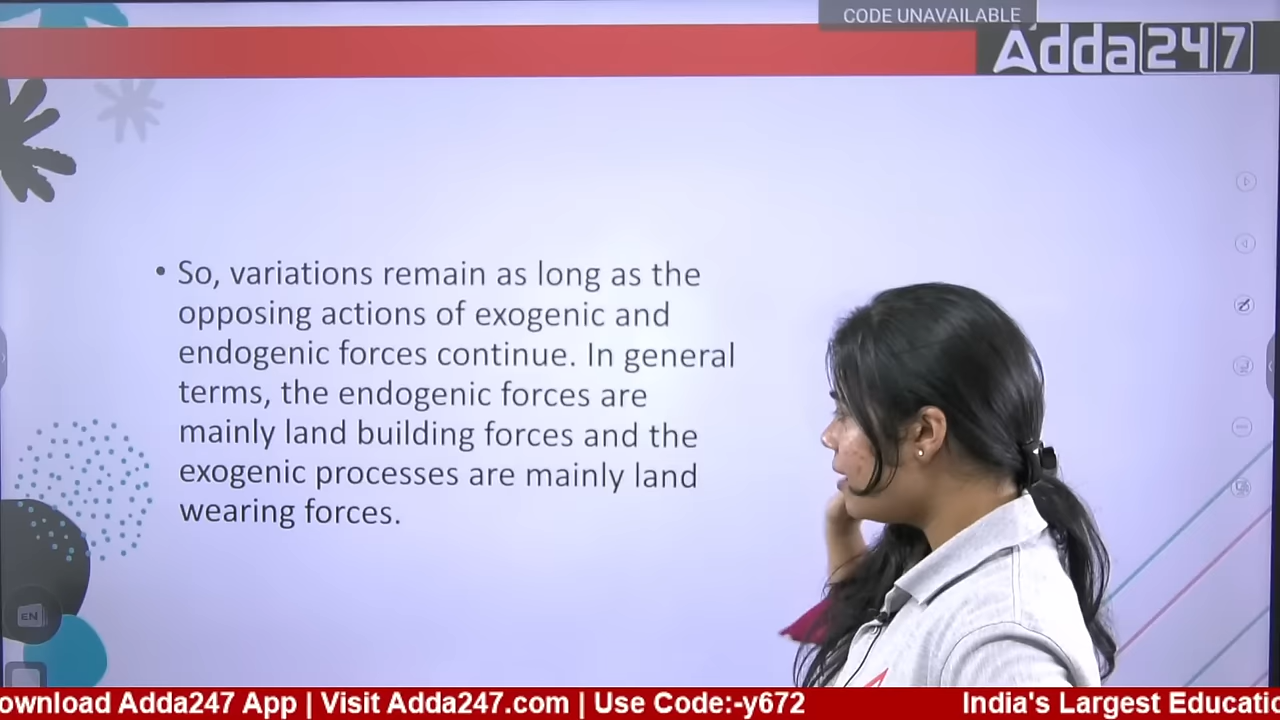 CODE UNAVAILABLE
Adda247
• So, variations remain as long as the
opposing actions of exogenic and
endogenic forces continue. In general
terms, the endogenic forces are
mainly land building forces and the
exogenic processes are mainly land
wearing forces.
EN
ownload Adda247 App | Visit Adda247.com | Use Code:-y672
India's Largest Educatio